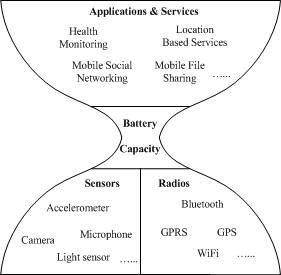 Applications & Services
Health
Monitoring
Location
Based Services
Mobile Social
Networking
Mobile File
Sharing
......
Battery
Capacity
Sensors
Radios
Accelerometer
Camera
Microphone
Light sensor
......
Bluetooth
GPRS
GPS
WiFi
......